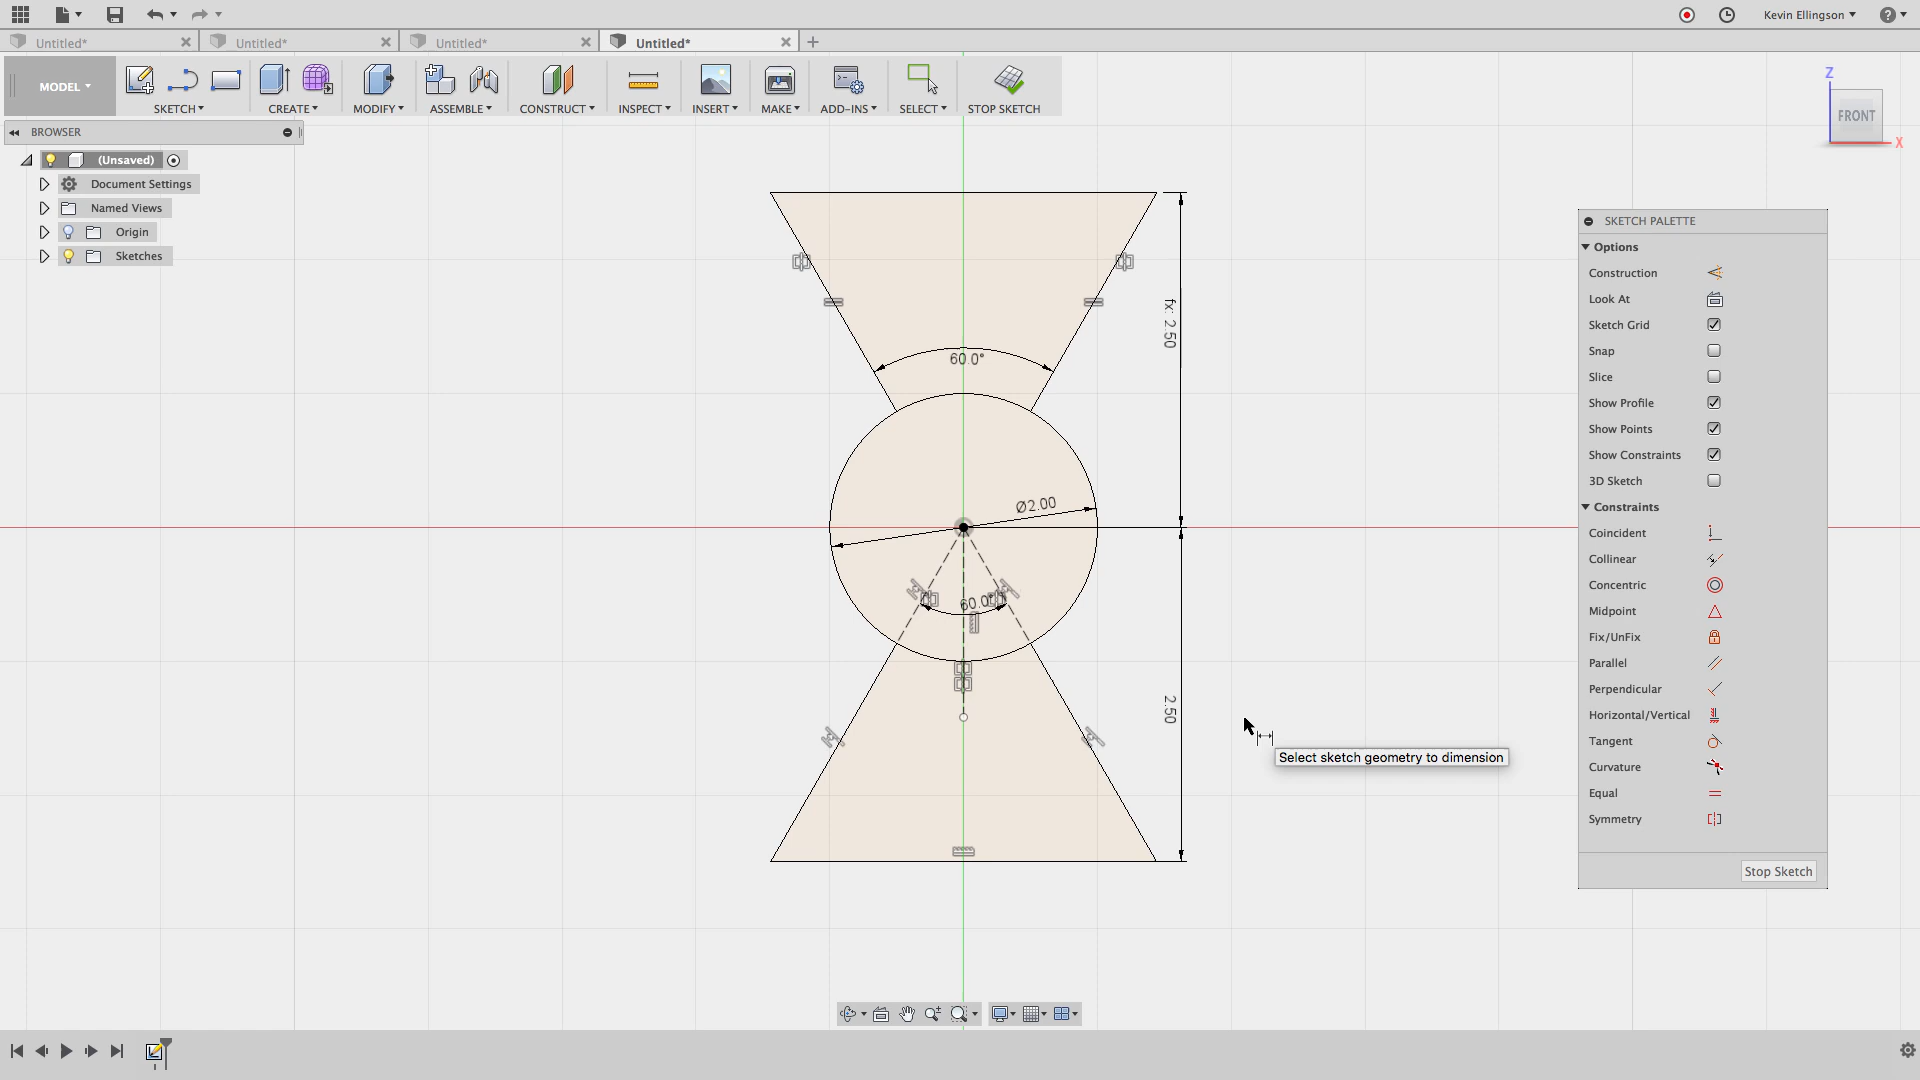 Kevin Ellingson
Untitled*
Untitled*
Untitled*
Untitled*
MODEL
SKETCH
CREATE
MODIFY
ASSEMBLE
CONSTRUCT
INSPECT
INSERT
MAKE
ADD-INS
SELECT
STOP SKETCH
BROWSER
(Unsaved)
Document Settings
Named Views
Origin
Sketches
Z
FRONT
X
fx: 2.50
60.0°
Ø2.00
60.0°
2.50
Select sketch geometry to dimension
SKETCH PALETTE
Options
Construction
Look At
Sketch Grid
Snap
Slice
Show Profile
Show Points
Show Constraints
3D Sketch
Constraints
Coincident
Collinear
Concentric
Midpoint
Fix/UnFix
Parallel
Perpendicular
Horizontal/Vertical
Tangent
Curvature
Equal
Symmetry
Stop Sketch